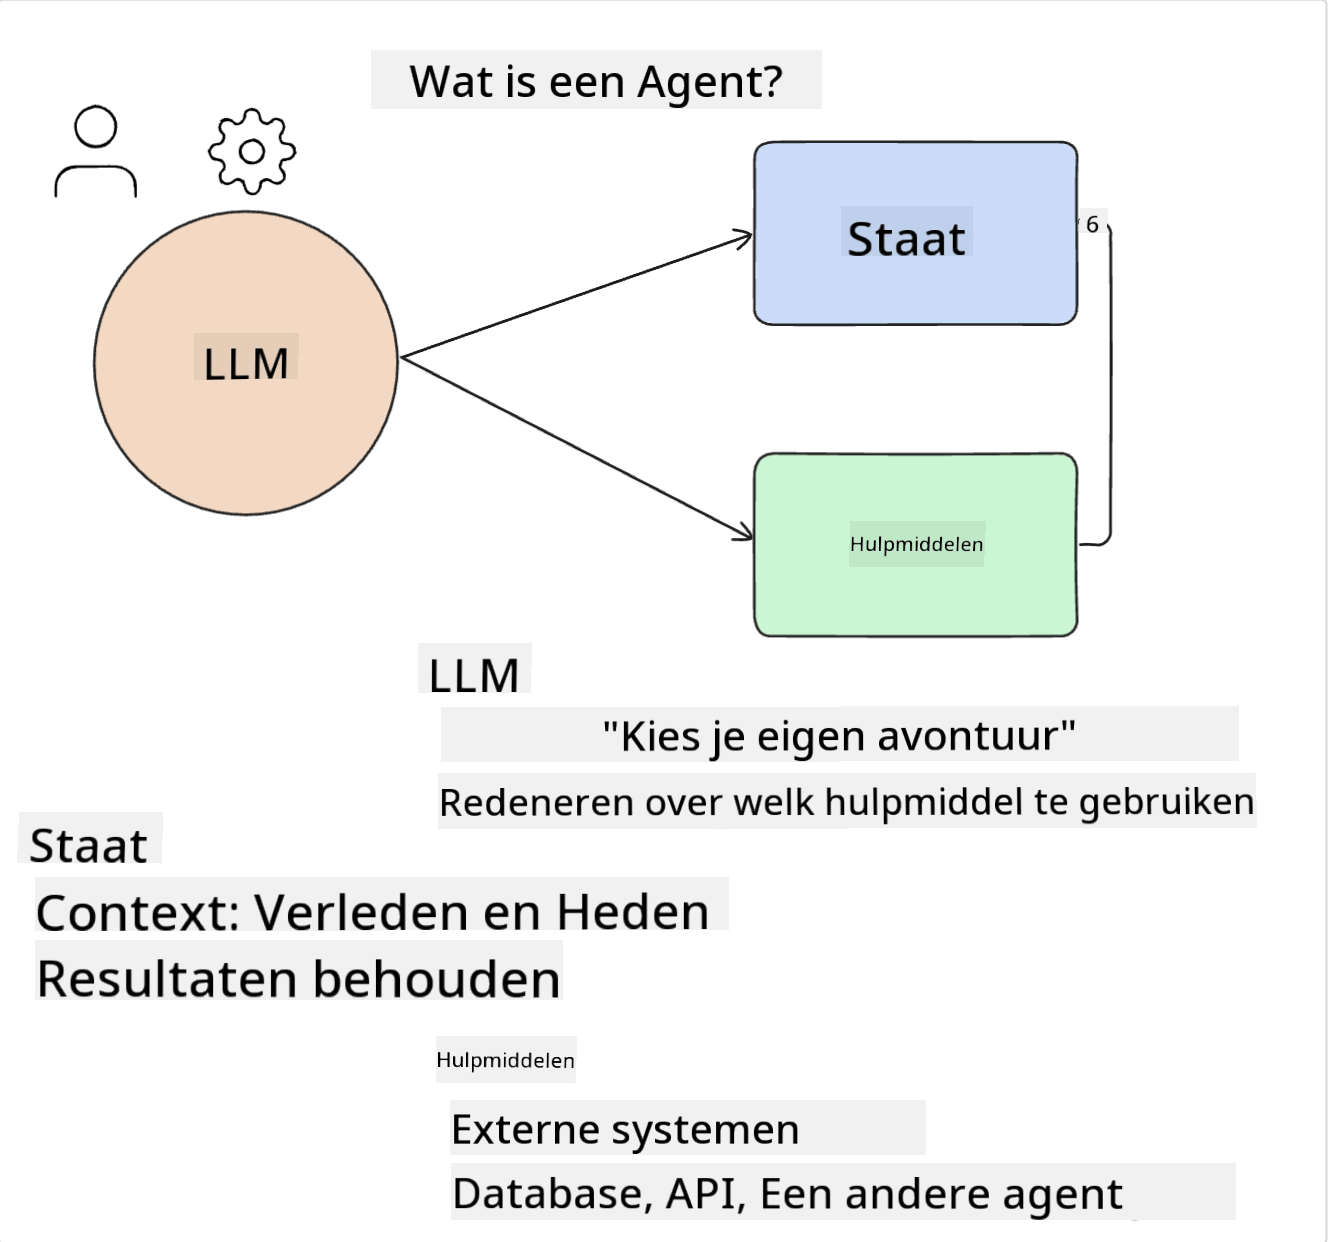 Wat is een Agent?
Staat
6
LLM
Hulpmiddelen
LLM
"Kies je eigen avontuur"
Redeneren over welk hulpmiddel te gebruiken
Staat
Context: Verleden en Heden
Resultaten behouden
Hulpmiddelen
Externe systemen
Database, API, Een andere agent